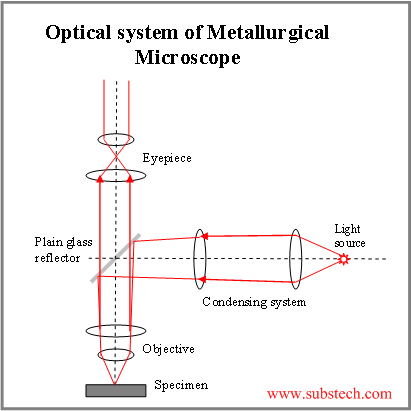 Optical system of Metallurgical
Microscope
Eyepiece
Plain glass
reflector
Light
source
Condensing system
Objective
Specimen
www.substech.com